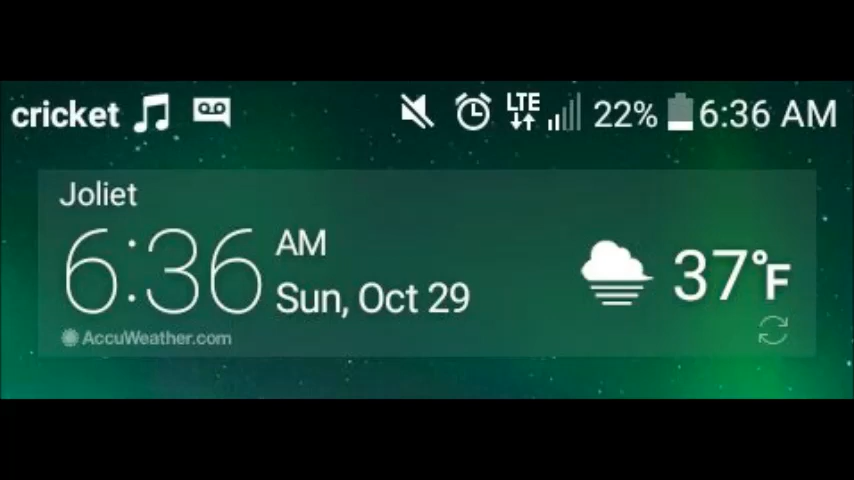 cricket LTE 22% 6:36 AM
Joliet
6:36 AM
Sun, Oct 29
37°F
AccuWeather.com